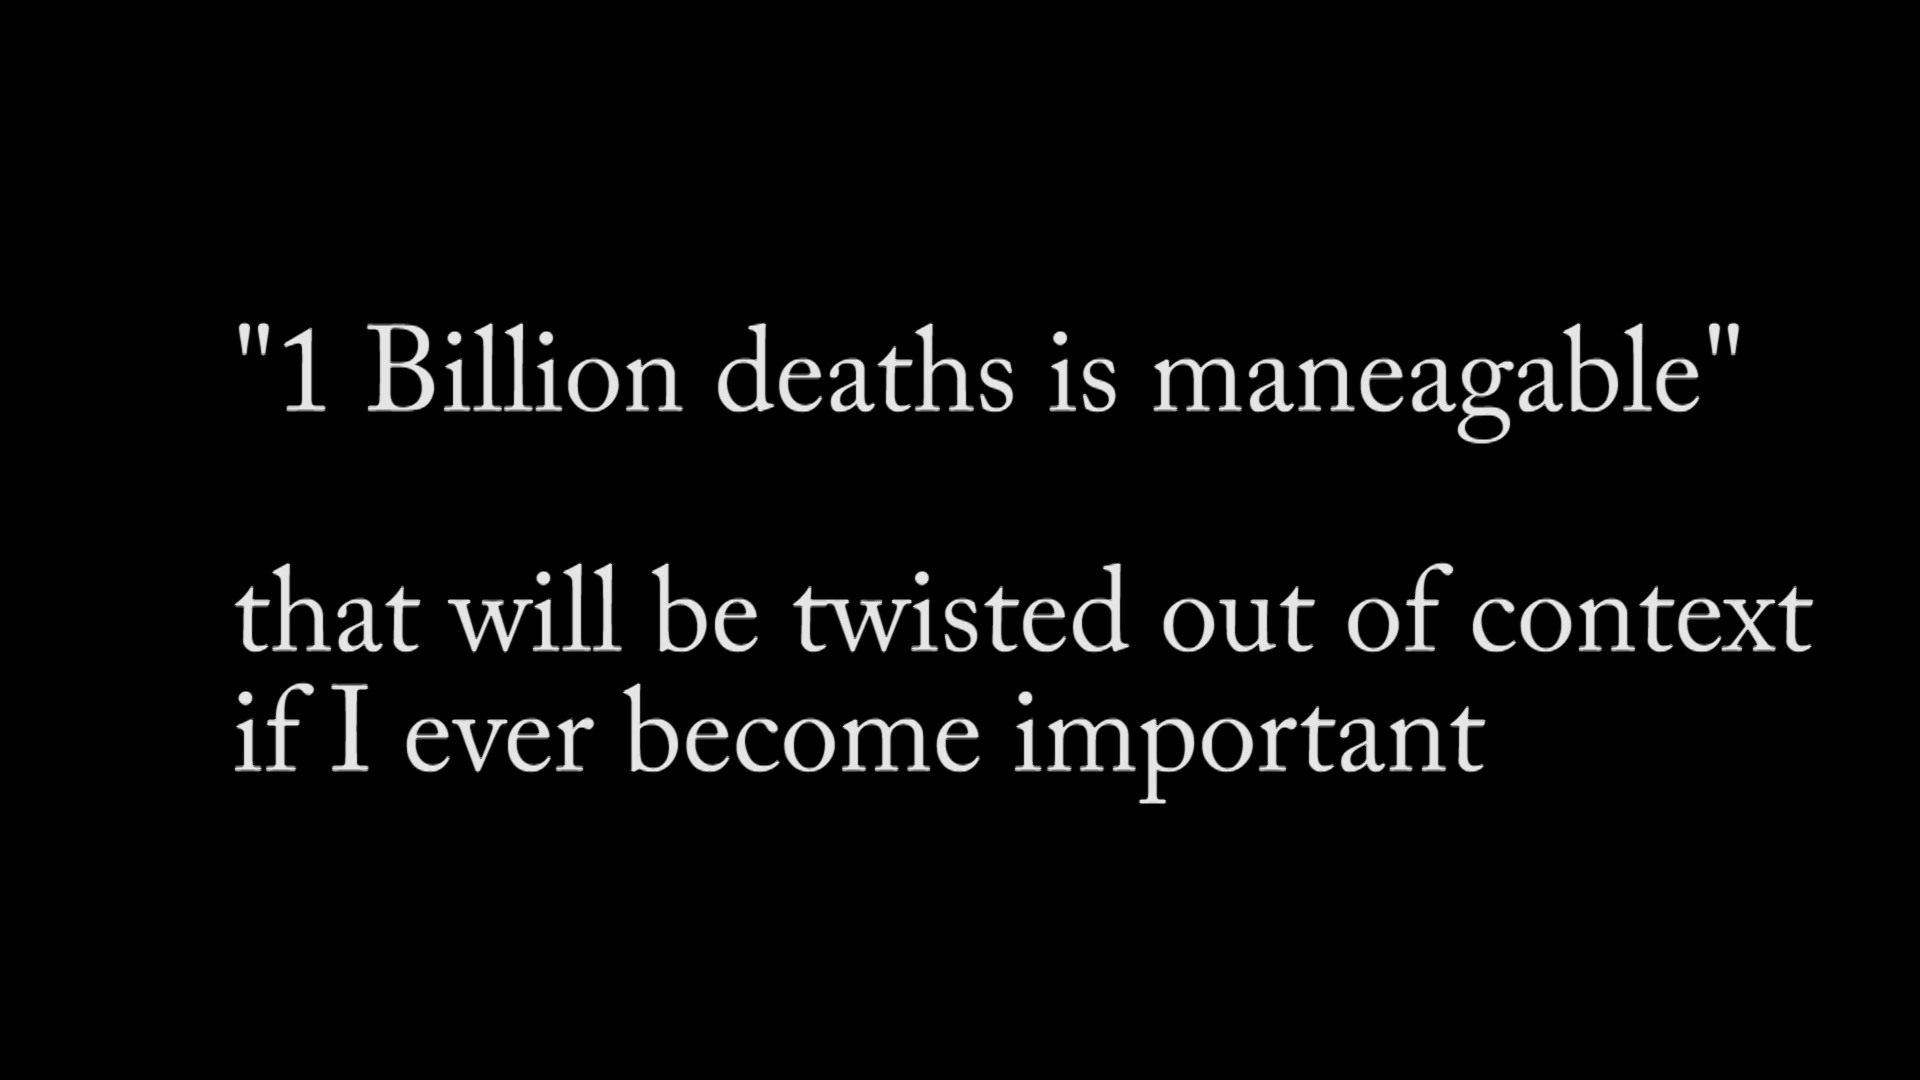 "1 Billion deaths is maneagable"
that will be twisted out of context
if I ever become important